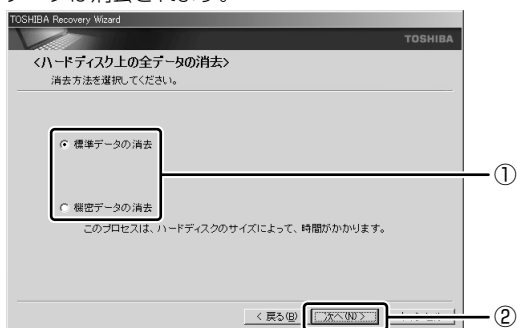 TOSHIBA Recovery Wizard
TOSHIBA
<ハードディスク上の全データの消去>
消去方法を選択してください。
標準データの消去
①
機密データの消去
このプロセスは、ハードディスクのサイズによって、時間がかかります。
< 戻る(B)
次へ(N) >
②